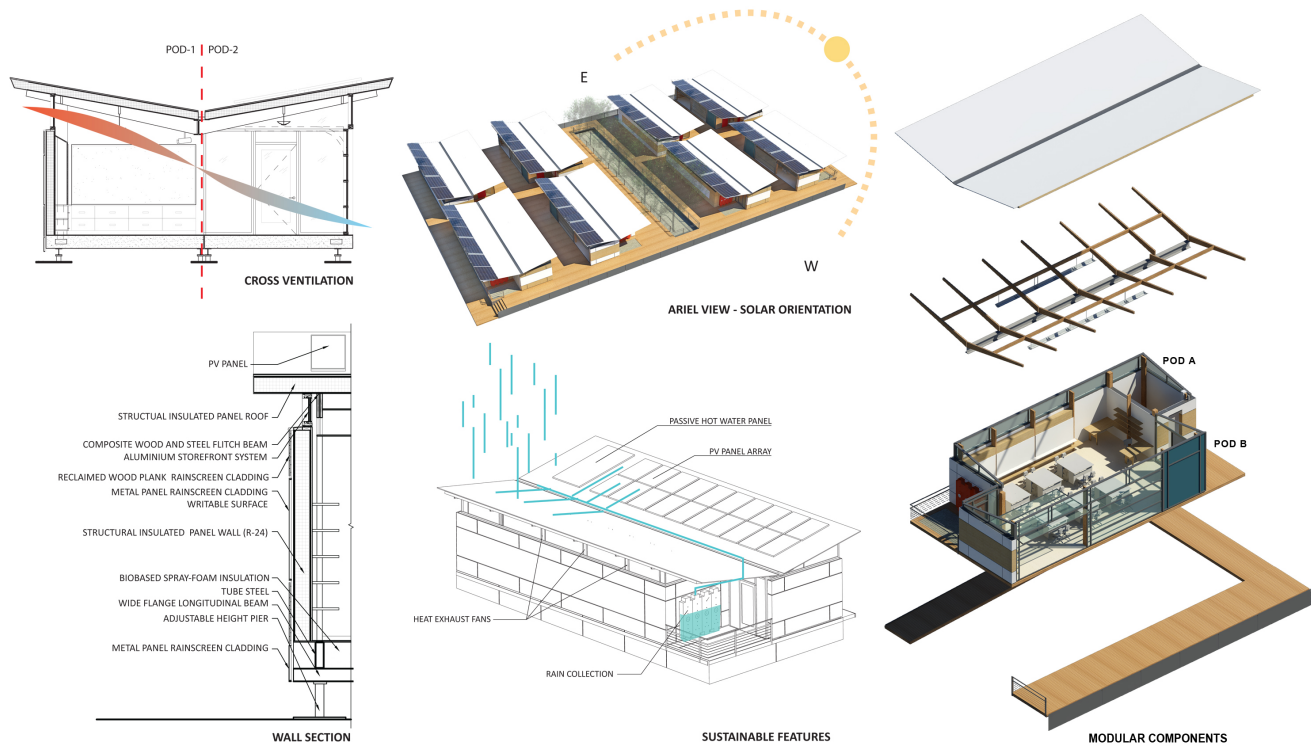 POD-1 POD-2
CROSS VENTILATION
E
W
ARIEL VIEW - SOLAR ORIENTATION
PV PANEL
STRUCTUAL INSULATED PANEL ROOF
COMPOSITE WOOD AND STEEL FLITCH BEAM
ALUMINIUM STOREFRONT SYSTEM
RECLAIMED WOOD PLANK RAINSCREEN CLADDING
METAL PANEL RAINSCREEN CLADDING
WRITABLE SURFACE
STRUCTURAL INSULATED PANEL WALL (R-24)
BIOBASED SPRAY-FOAM INSULATION
TUBE STEEL
WIDE FLANGE LONGITUDINAL BEAM
ADJUSTABLE HEIGHT PIER
METAL PANEL RAINSCREEN CLADDING
WALL SECTION
PASSIVE HOT WATER PANEL
PV PANEL ARRAY
HEAT EXHAUST FANS
RAIN COLLECTION
SUSTAINABLE FEATURES
POD A
POD B
MODULAR COMPONENTS